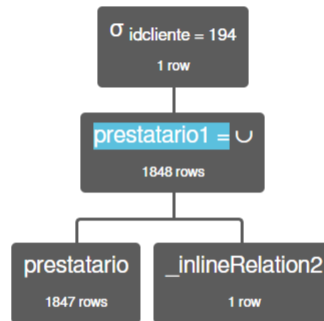 σ idcliente = 194
1 row
prestatario1 = ∪
1848 rows
prestatario
1847 rows
_inlineRelation2
1 row